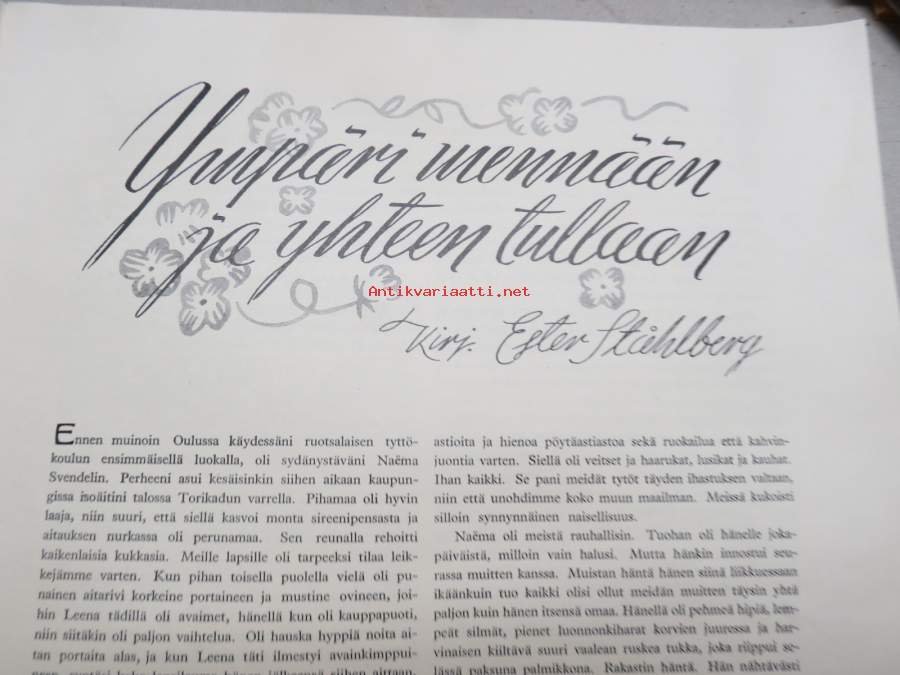 Ympäri mennään
ja yhteen tullaan
Antikvariaatti.net
Kirj. Ester Ståhlberg
Ennen muinoin Oulussa käydessäni ruotsalaisen tyttö-
koulun ensimmäisellä luokalla, oli sydänystäväni Naëma
Svendelin. Perheeni asui kesäisinkin siihen aikaan kaupun-
gissa isoäitini talossa Torikadun varrella. Pihamaa oli hyvin
laaja, niin suuri, että siellä kasvoi monta sireenipensasta ja
aitauksen nurkassa oli perunamaa. Sen reunalla rehoitti
kaikenlaisia kukkasia. Meille lapsille oli tarpeeksi tilaa leik-
kejämme varten. Kun pihan toisella puolella vielä oli pu-
nainen aitarivi korkeine portaineen ja mustine ovineen, joi-
hin Leena tädillä oli avaimet, hänellä kun oli kauppapuoti,
niin siitäkin oli paljon vaihtelua. Oli hauska hyppiä noita ai-
tan portaita alas, ja kun Leena täti ilmestyi avainkimppui-
astioita ja hienoa pöytäastiastoa sekä ruokailua että kahvin-
juontia varten. Siellä oli veitset ja haarukat, lusikat ja kauhat.
Ihan kaikki. Se pani meidät tytöt täyden ihastuksen valtaan,
niin että unohdimme koko muun maailman. Meissä kukoisti
silloin synnynnäinen naisellisuus.
Naëma oli meistä rauhallisin. Tuohan oli hänelle joka-
päiväistä, milloin vain halusi. Mutta hänkin innostui seu-
rassa muitten kanssa. Muistan häntä hänen siinä liikkuessaan
ikäänkuin tuo kaikki olisi ollut meidän muitten täysin yhtä
paljon kuin hänen itsensä omaa. Hänellä oli pehmeä hipiä, lem-
peät silmät, pienet luonnonkiharat korvien juuressa ja har-
vinaisen kiiltävä suuri vaalean ruskea tukka, joka riippui se-
lässä paksuna palmikkona. Rakastin häntä. Hän nähtävästi